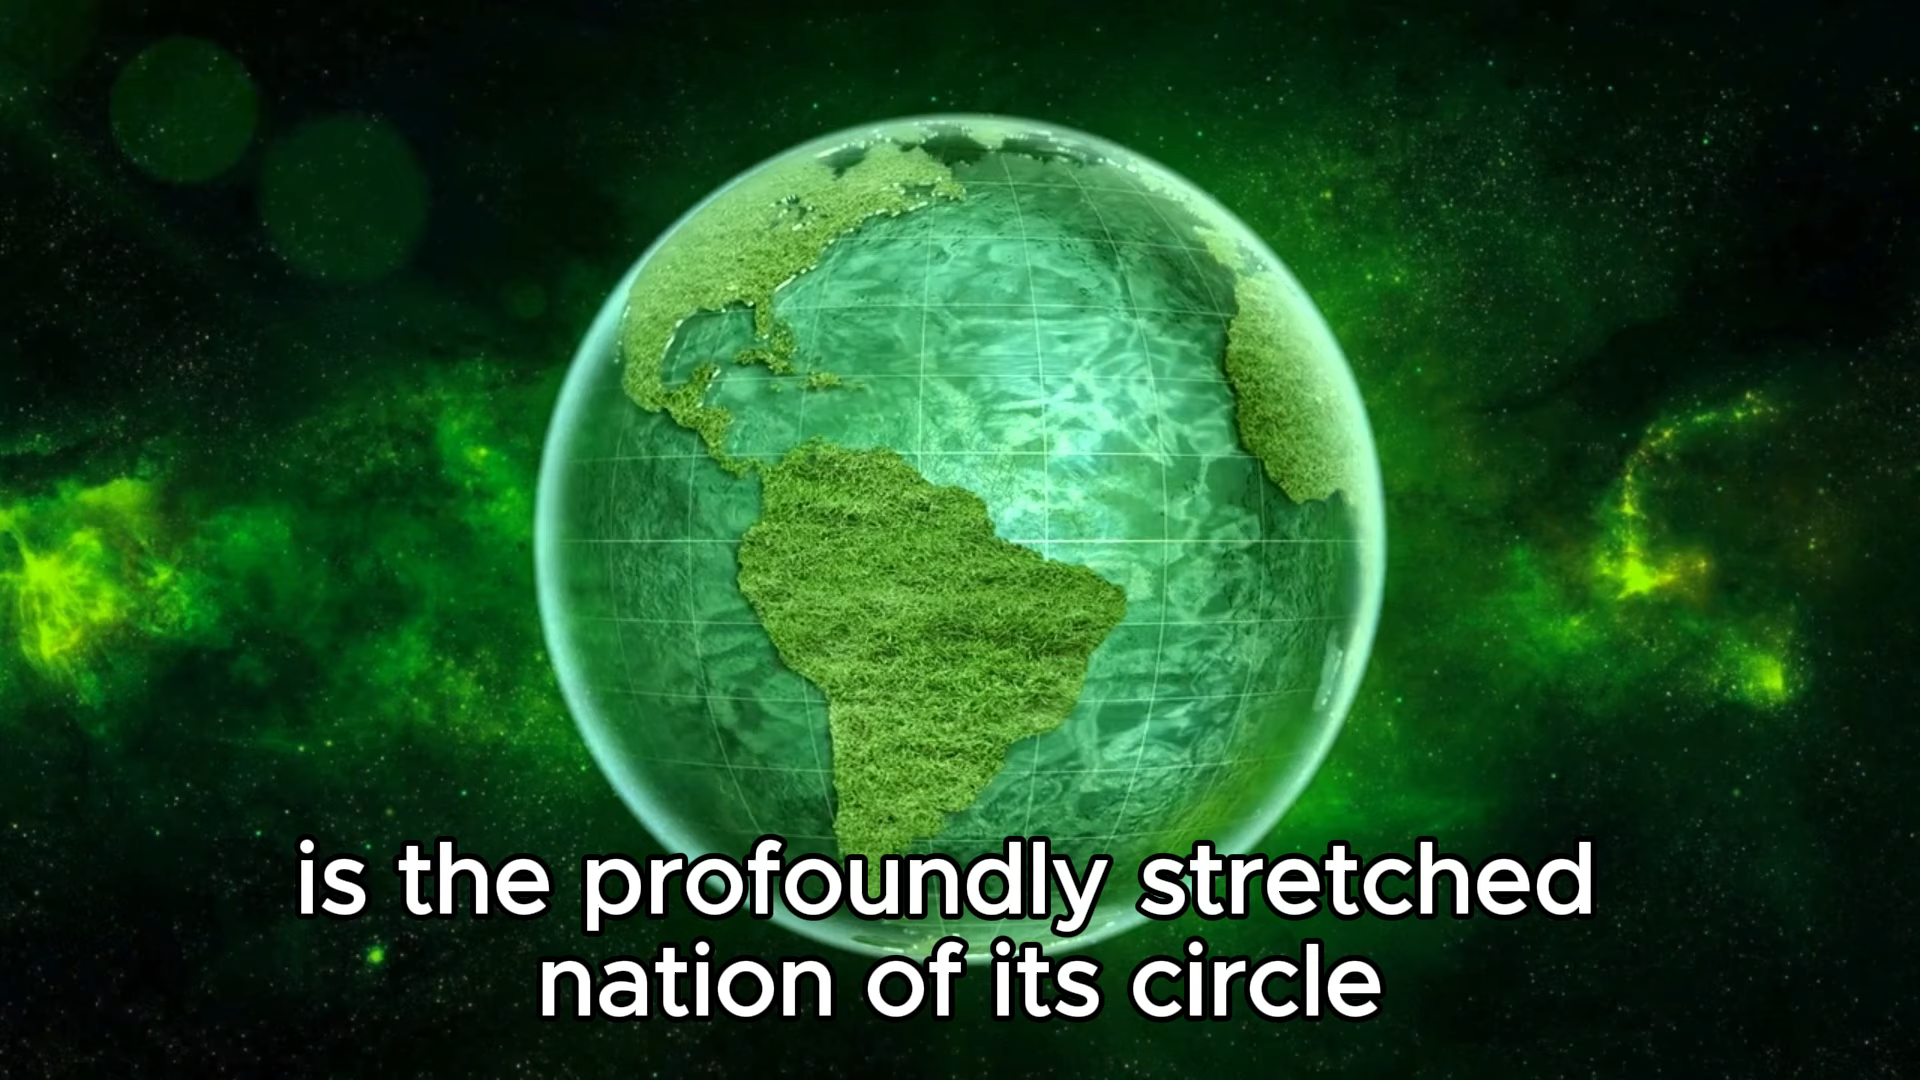 is the profoundly stretched
nation of its circle